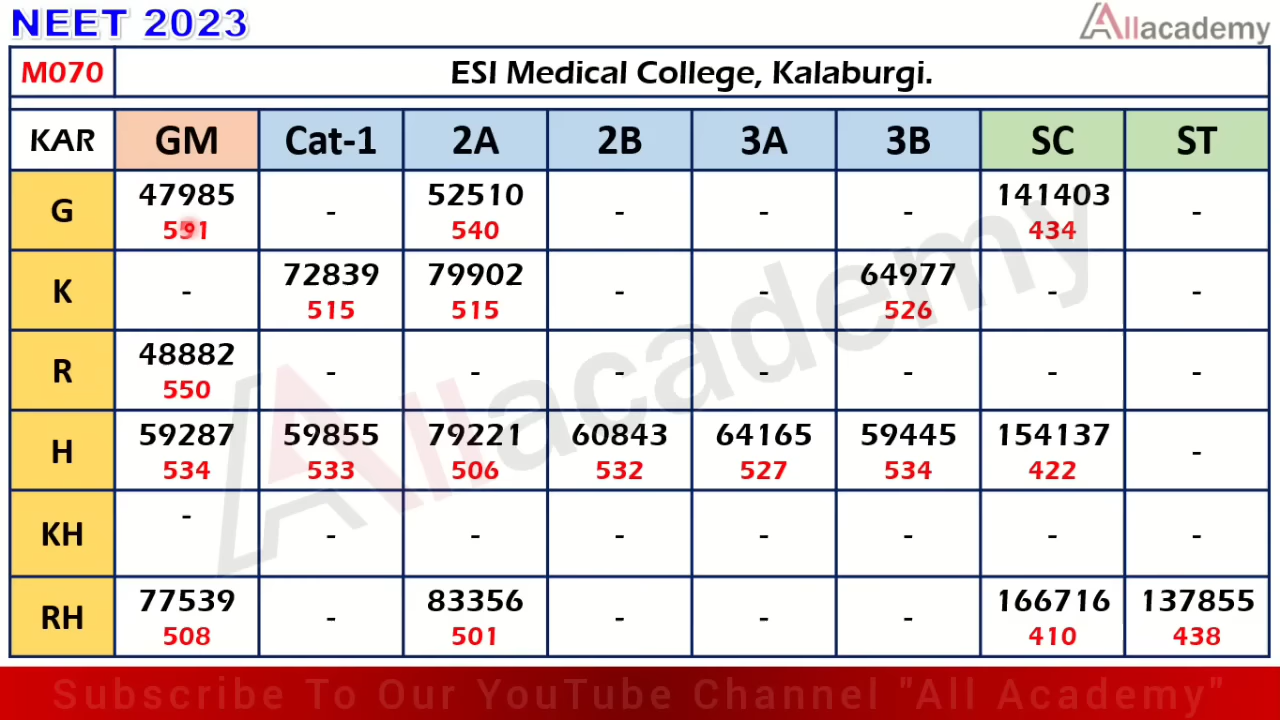 NEET 2023
Allacademy
M070 ESI Medical College, Kalaburgi.
KAR GM Cat-1 2A 2B 3A 3B SC ST
G 47985 - 52510 - - - 141403 -
591 540 434
K - 72839 79902 - - 64977 - -
515 515 526
R 48882 - - - - - - -
550
H 59287 59855 79221 60843 64165 59445 154137 -
534 533 506 532 527 534 422
KH - - - - - - - -
RH 77539 - 83356 - - - 166716 137855
508 501 410 438
Allacademy
Subscribe To Our YouTube Channel "All Academy"